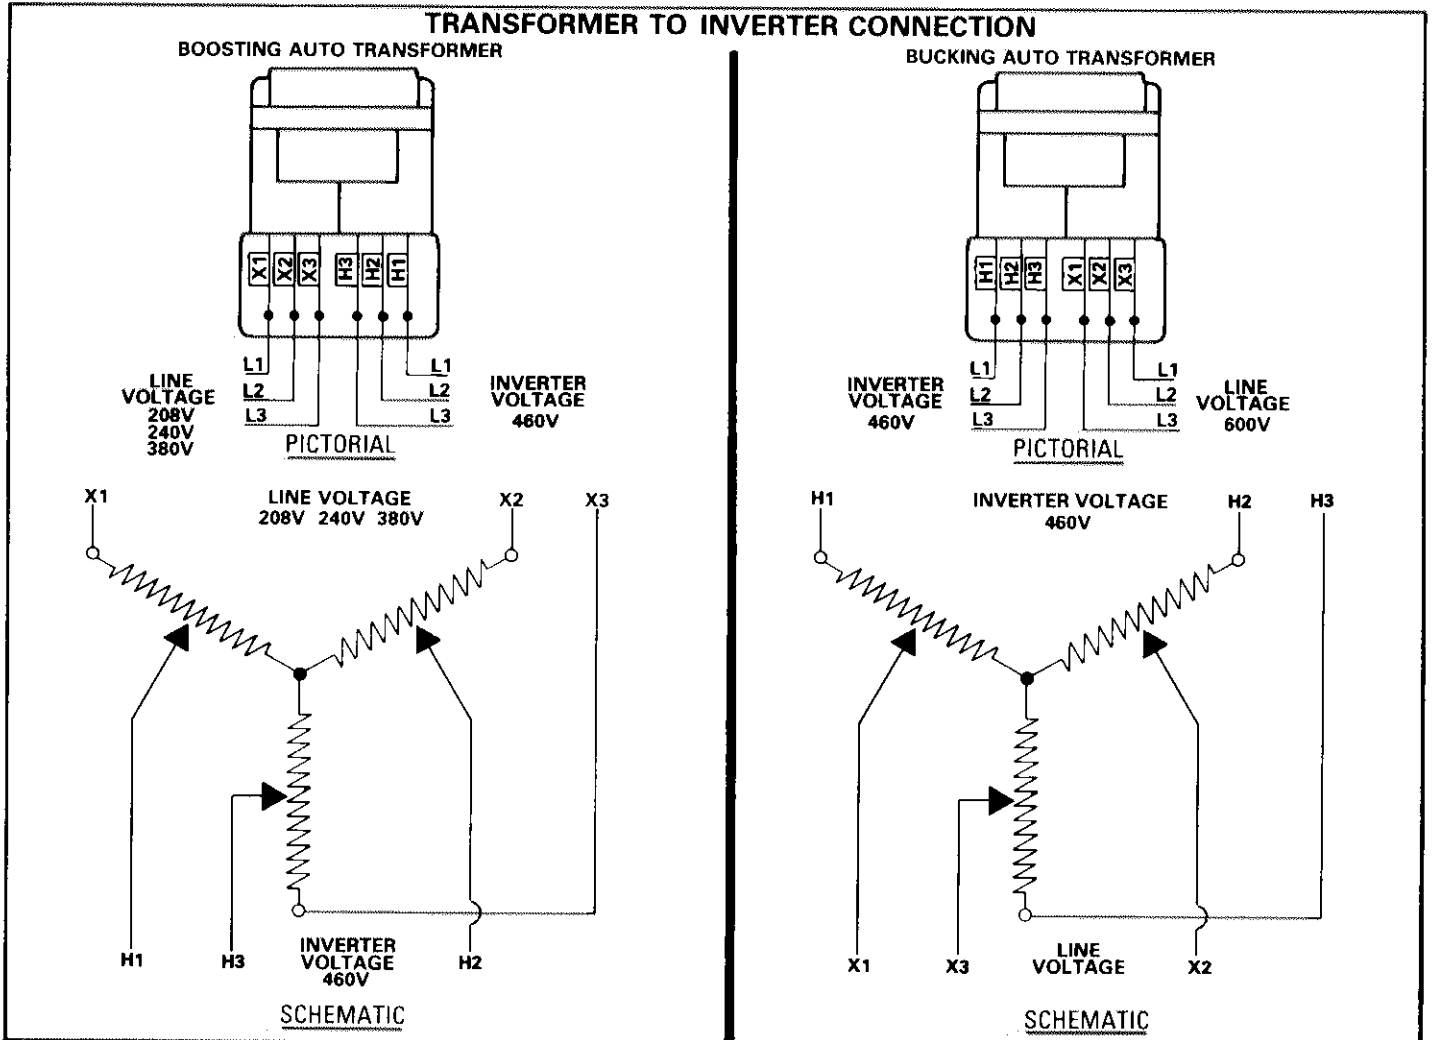 TRANSFORMER TO INVERTER CONNECTION
BOOSTING AUTO TRANSFORMER
X1 X2 X3 H3 H2 H1
L1 L1
L2 L2
L3 L3
LINE
VOLTAGE
208V
240V
380V
INVERTER
VOLTAGE
460V
PICTORIAL
X1
LINE VOLTAGE
208V 240V 380V
X2 X3
H1 H3
INVERTER
VOLTAGE
460V
H2
SCHEMATIC
BUCKING AUTO TRANSFORMER
H1 H2 H3 X1 X2 X3
L1 L1
L2 L2
L3 L3
INVERTER
VOLTAGE
460V
LINE
VOLTAGE
600V
PICTORIAL
H1
INVERTER VOLTAGE
460V
H2 H3
X1 X3
LINE
VOLTAGE
X2
SCHEMATIC